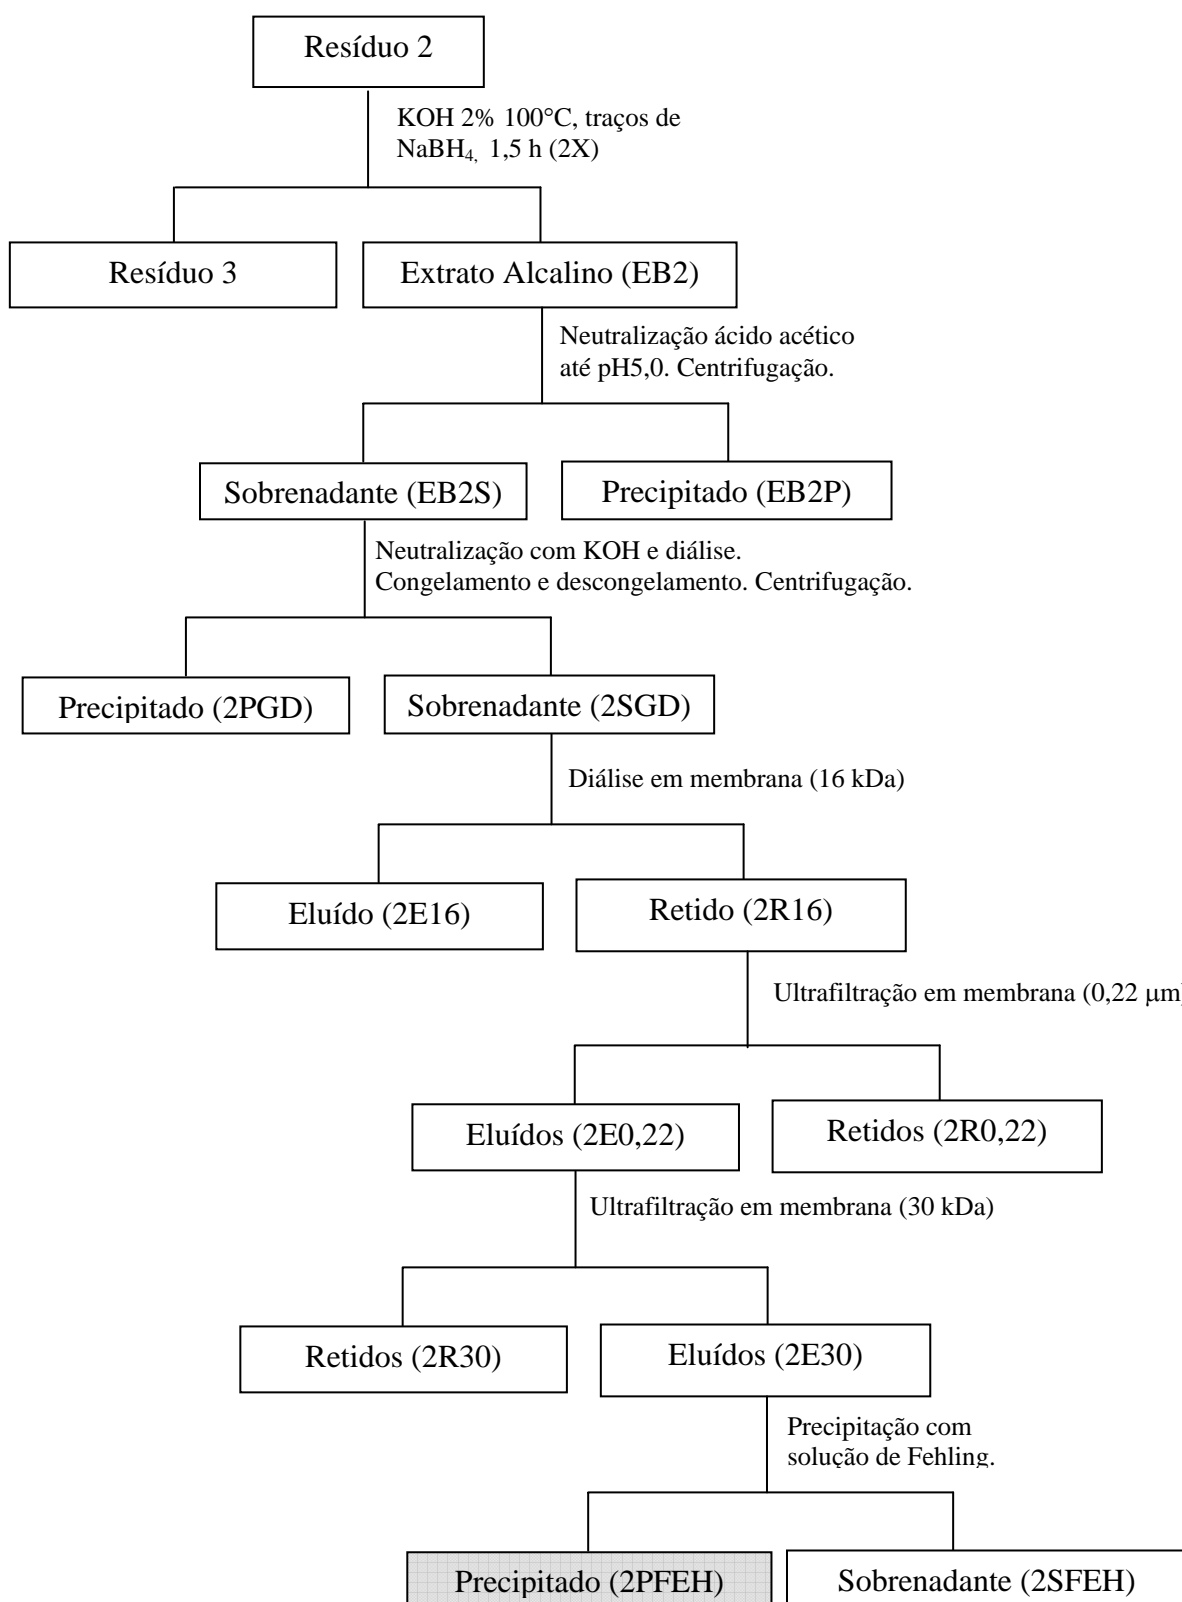 Resíduo 2
KOH 2% 100°C, traços de
NaBH4, 1,5 h (2X)
Resíduo 3
Extrato Alcalino (EB2)
Neutralização ácido acético
até pH5,0. Centrifugação.
Sobrenadante (EB2S)
Precipitado (EB2P)
Neutralização com KOH e diálise.
Congelamento e descongelamento. Centrifugação.
Precipitado (2PGD)
Sobrenadante (2SGD)
Diálise em membrana (16 kDa)
Eluído (2E16)
Retido (2R16)
Ultrafiltração em membrana (0,22 µm)
Eluídos (2E0,22)
Retidos (2R0,22)
Ultrafiltração em membrana (30 kDa)
Retidos (2R30)
Eluídos (2E30)
Precipitação com
solução de Fehling.
Precipitado (2PFEH)
Sobrenadante (2SFEH)